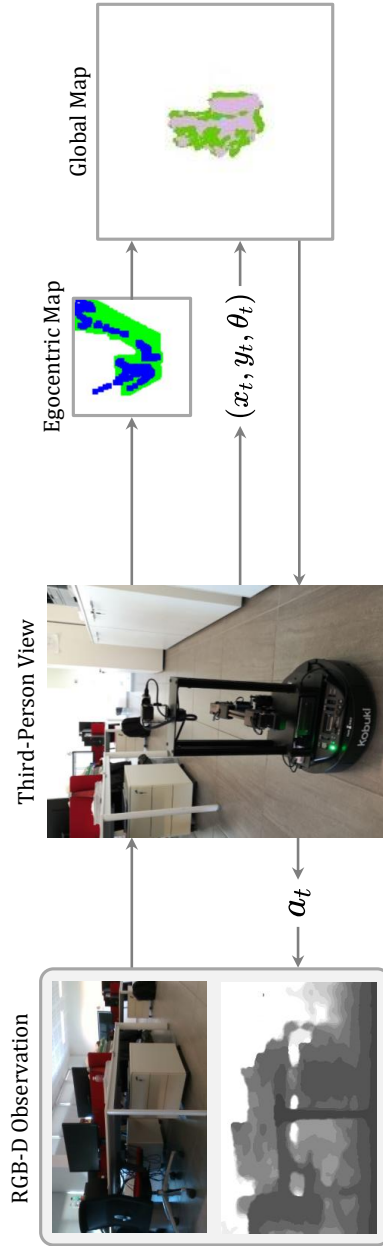 RGB-D Observation
Third-Person View
Egocentric Map
Global Map
a_t
(x_t, y_t, θ_t)
Kobuki